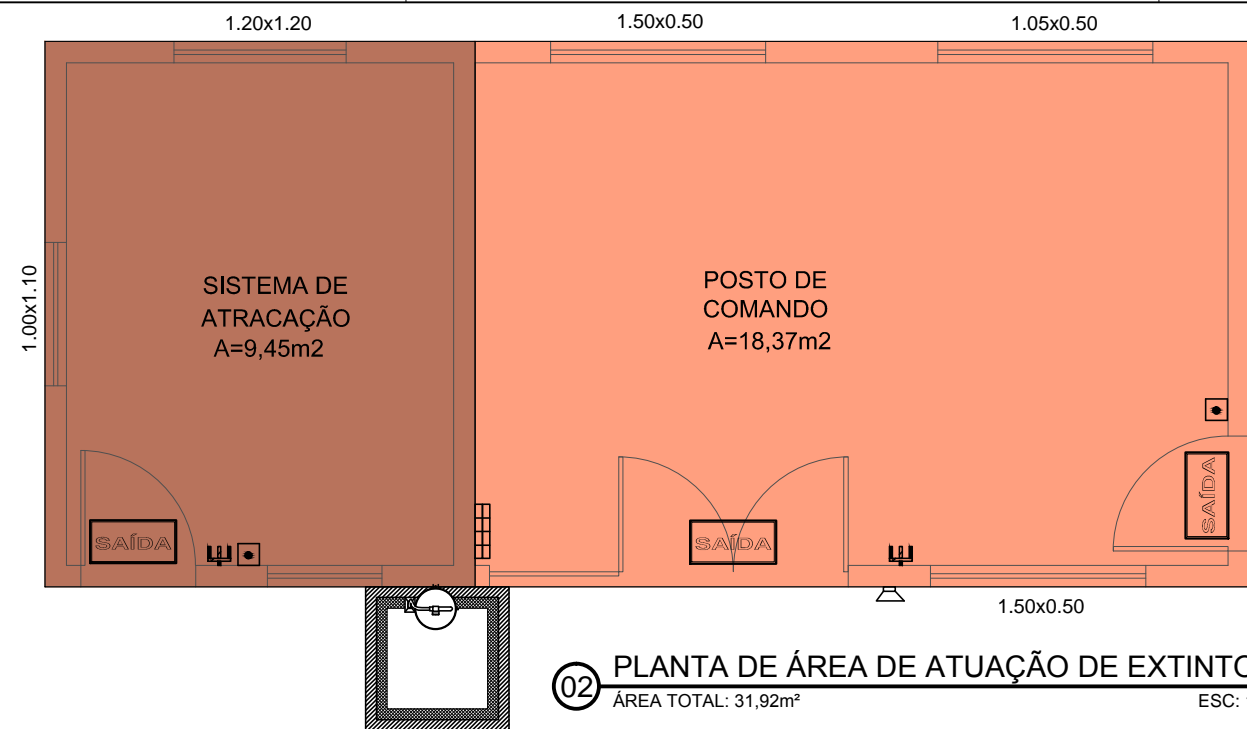 1.20x1.20
1.50x0.50
1.05x0.50
1.00x1.10
SISTEMA DE
ATRACAÇÃO
A=9,45m2
POSTO DE
COMANDO
A=18,37m2
SAÍDA
SAÍDA
SAÍDA
1.50x0.50
02
PLANTA DE ÁREA DE ATUAÇÃO DE EXTINTO
ÁREA TOTAL: 31,92m²
ESC: